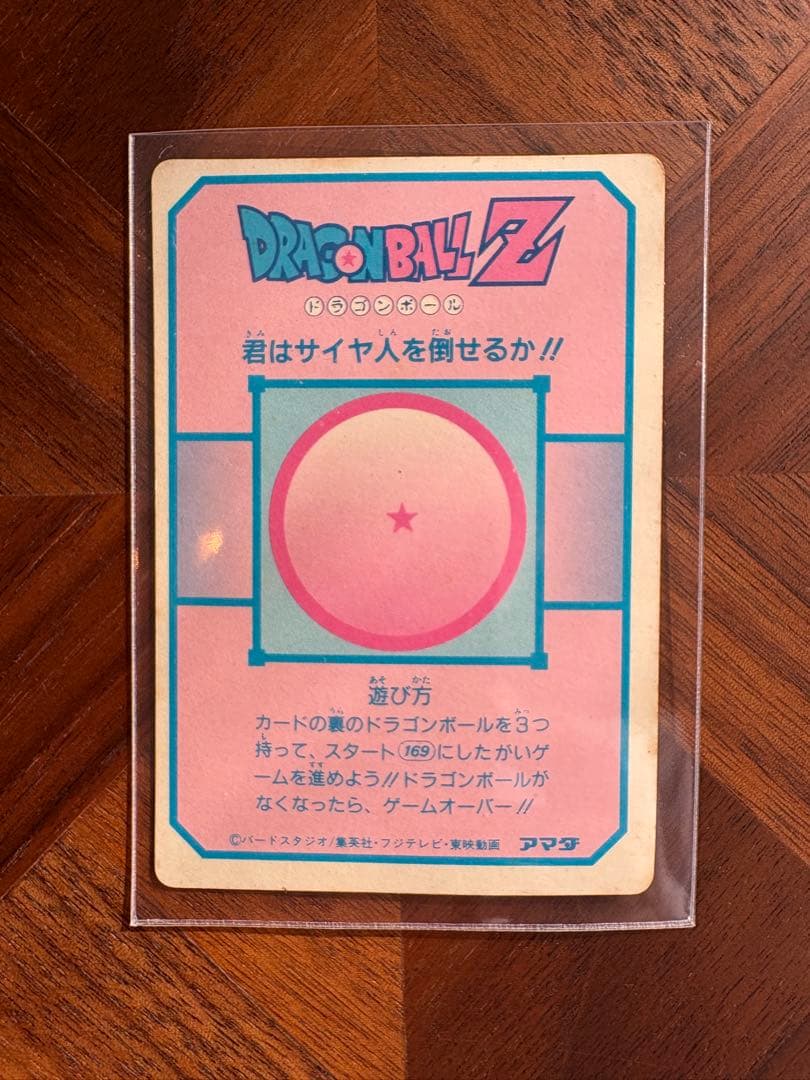 DRAGONBALL Z
ドラゴンボール
君はサイヤ人を倒せるか!!
遊び方
カードの裏のドラゴンボールを3つ
持って、スタート169にしたがいゲ
ームを進めよう!!ドラゴンボールが
なくなったら、ゲームオーバー!!
©バードスタジオ/集英社・フジテレビ・東映動画 アマダ